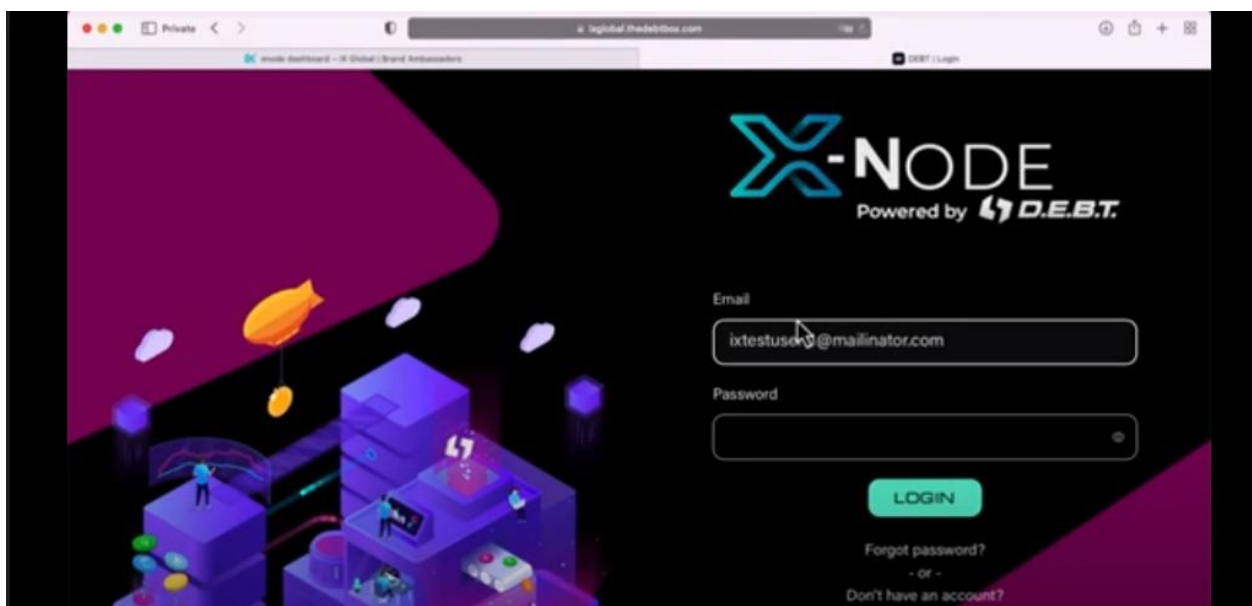 Private
ixglobal.thedebtbox.com
xnode dashboard – iX Global | Brand Ambassadors
DEBT | Login
X-NODE
Powered by D.E.B.T.
Email
@mailinator.com
Password
LOGIN
Forgot password?
- or -
Don't have an account?